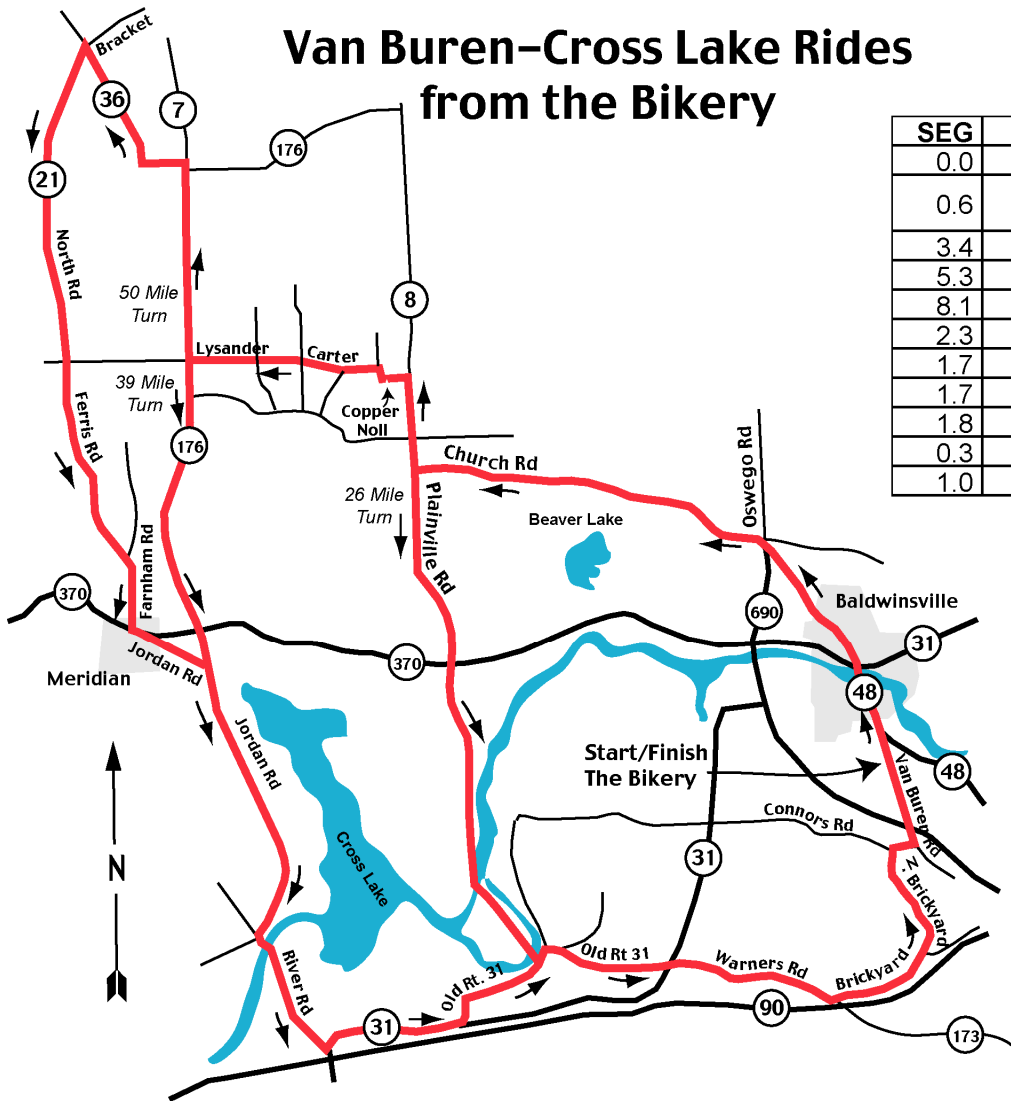 Van Buren–Cross Lake Rides
from the Bikery
Bracket
36
7
176
21
SEG
0.0
0.6
3.4
5.3
8.1
2.3
1.7
1.7
1.8
0.3
1.0
North Rd
50 Mile
Turn
8
Lysander
Carter
39 Mile
Turn
Copper
Noll
Ferris Rd
176
Church Rd
Oswego Rd
26 Mile
Turn
Plainville Rd
Beaver Lake
Farnham Rd
370
690
Baldwinsville
31
Jordan Rd
370
Meridian
48
Jordan Rd
Start/Finish
The Bikery
Van Buren Rd
48
Connors Rd
Cross Lake
31
N
N. Brickyard
River Rd
Old Rt. 31
Old Rt 31
Warners Rd
Brickyard
31
90
173